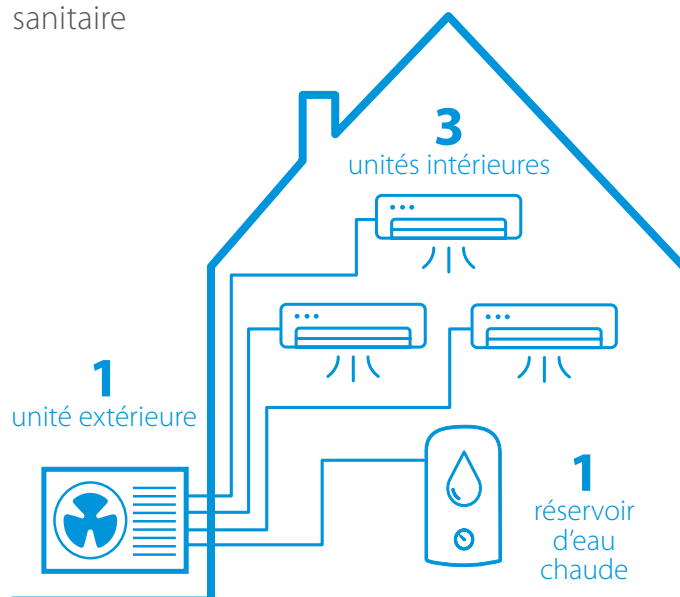 sanitaire
3
unités intérieures
1
unité extérieure
1
réservoir
d'eau
chaude